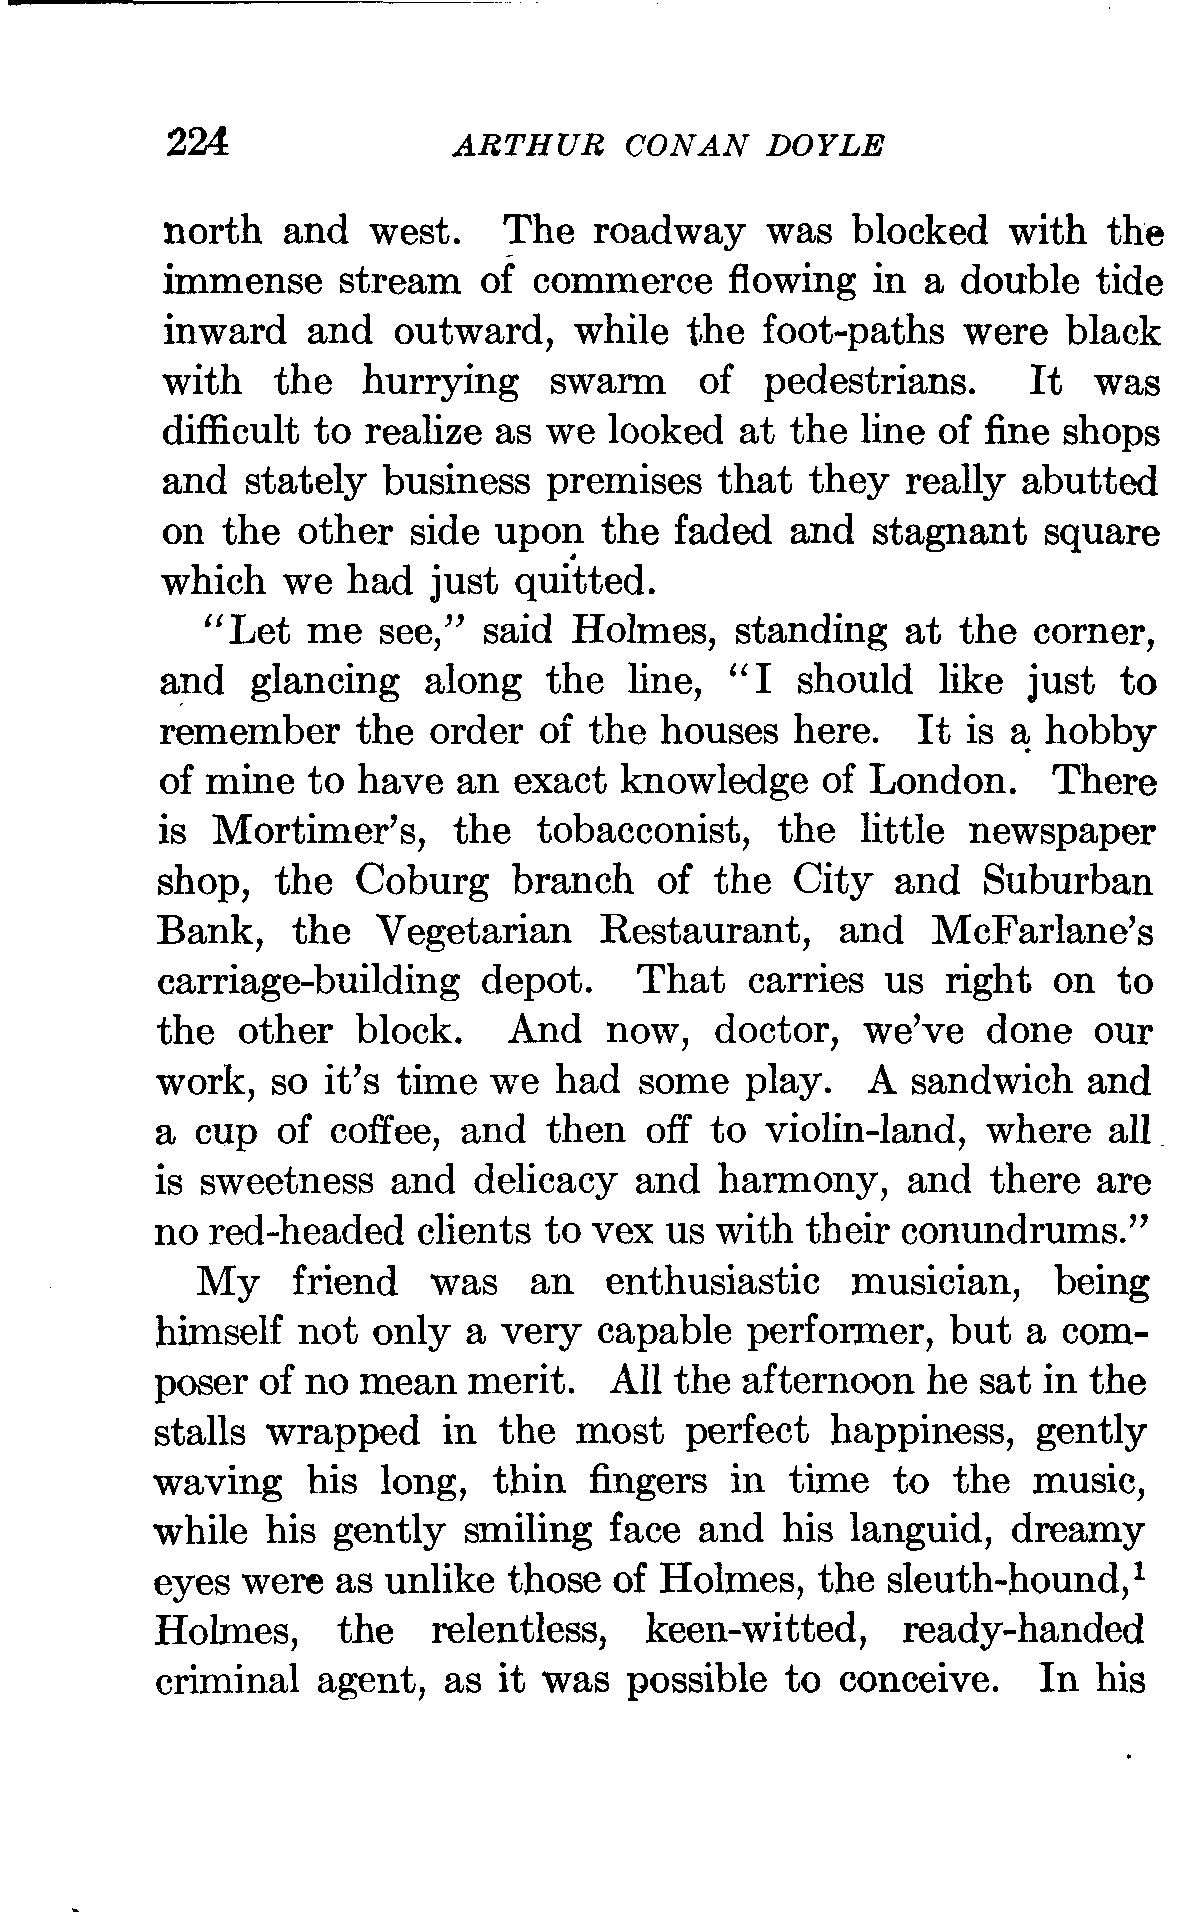 224 ARTHUR CONAN DOYLE
north and west. The roadway was blocked with the
immense stream of commerce flowing in a double tide
inward and outward, while the foot-paths were black
with the hurrying swarm of pedestrians. It was
difficult to realize as we looked at the line of fine shops
and stately business premises that they really abutted
on the other side upon the faded and stagnant square
which we had just quitted.
"Let me see," said Holmes, standing at the corner,
and glancing along the line, "I should like just to
remember the order of the houses here. It is a hobby
of mine to have an exact knowledge of London. There
is Mortimer's, the tobacconist, the little newspaper
shop, the Coburg branch of the City and Suburban
Bank, the Vegetarian Restaurant, and McFarlane's
carriage-building depot. That carries us right on to
the other block. And now, doctor, we've done our
work, so it's time we had some play. A sandwich and
a cup of coffee, and then off to violin-land, where all
is sweetness and delicacy and harmony, and there are
no red-headed clients to vex us with their conundrums."
My friend was an enthusiastic musician, being
himself not only a very capable performer, but a com-
poser of no mean merit. All the afternoon he sat in the
stalls wrapped in the most perfect happiness, gently
waving his long, thin fingers in time to the music,
while his gently smiling face and his languid, dreamy
eyes were as unlike those of Holmes, the sleuth-hound,¹
Holmes, the relentless, keen-witted, ready-handed
criminal agent, as it was possible to conceive. In his